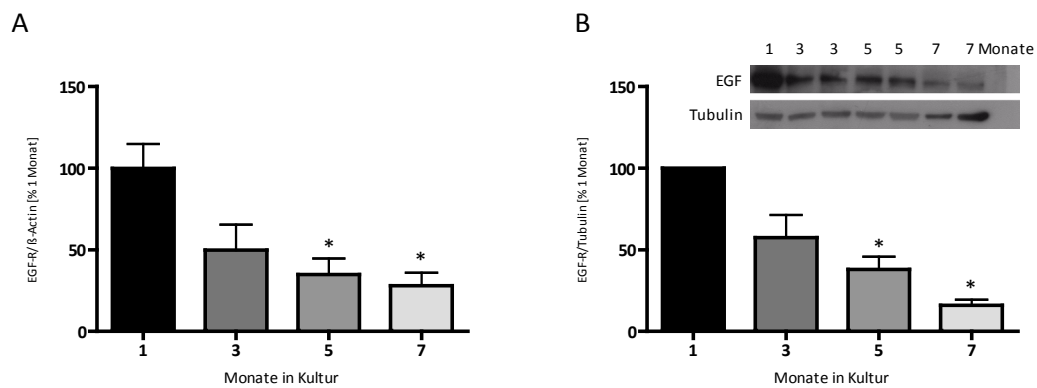 A
EGF-R/ß-Actin [% 1 Monat]
150
100
50
0
*
*
1 3 5 7
Monate in Kultur
B
1 3 3 5 5 7 7 Monate
EGF
Tubulin
EGF-R/Tubulin [% 1 Monat]
150
100
50
0
*
*
1 3 5 7
Monate in Kultur